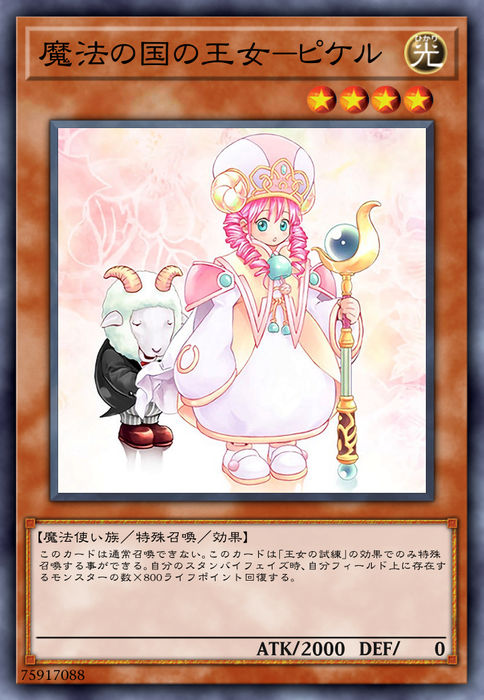 魔法の国の王女－ピケル
ひかり
光
【魔法使い族／特殊召喚／効果】
このカードは通常召喚できない。このカードは「王女の試練」の効果でのみ特殊
召喚する事ができる。自分のスタンバイフェイズ時、自分フィールド上に存在す
るモンスターの数×800ライフポイント回復する。
ATK/2000 DEF/ 0
75917088